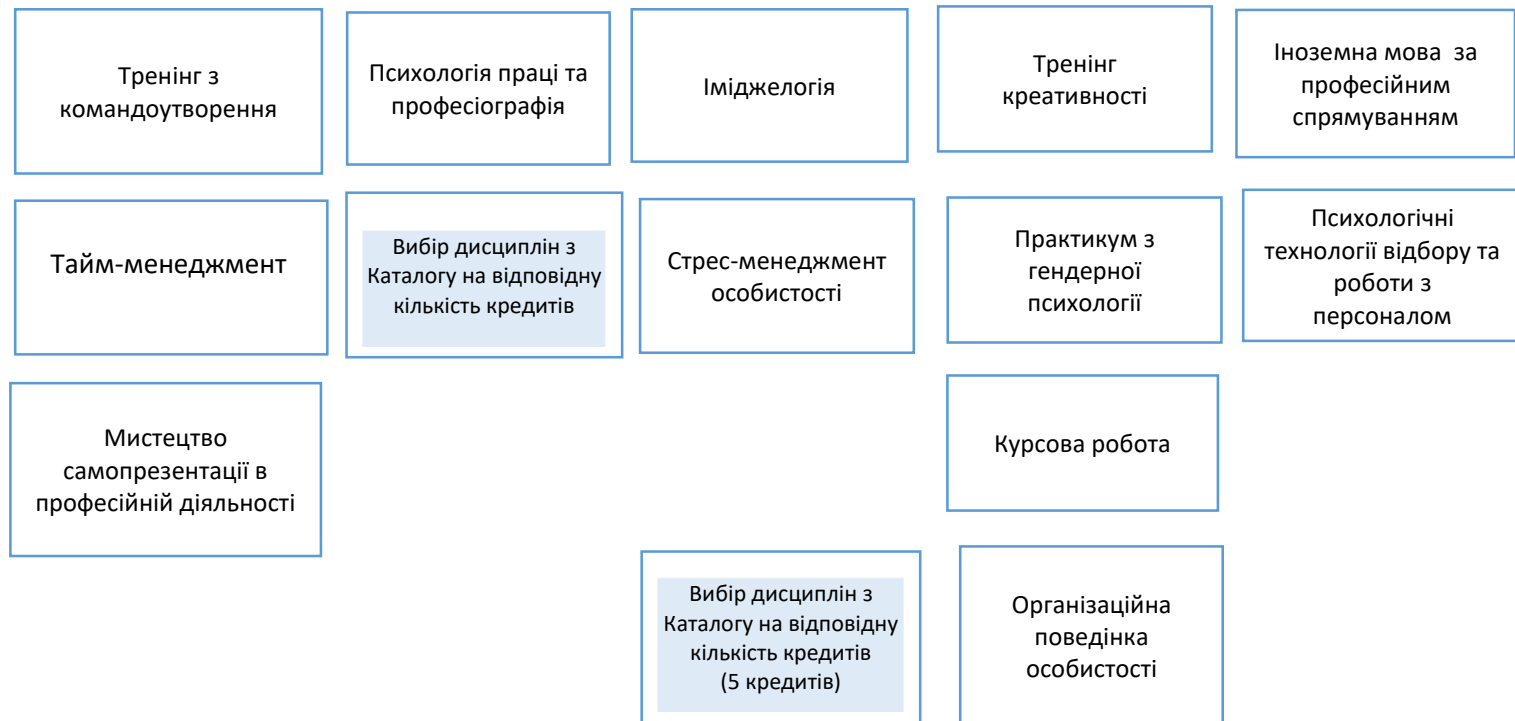 Тренінг з
командоутворення
Психологія праці та
професіографія
Іміджелогія
Тренінг
креативності
Іноземна мова за
професійним
спрямуванням
Тайм-менеджмент
Вибір дисциплін з
Каталогу на відповідну
кількість кредитів
Стрес-менеджмент
особистості
Практикум з
гендерної
психології
Психологічні
технології відбору та
роботи з
персоналом
Мистецтво
самопрезентації в
професійній діяльності
Курсова робота
Вибір дисциплін з
Каталогу на відповідну
кількість кредитів
(5 кредитів)
Організаційна
поведінка
особистості